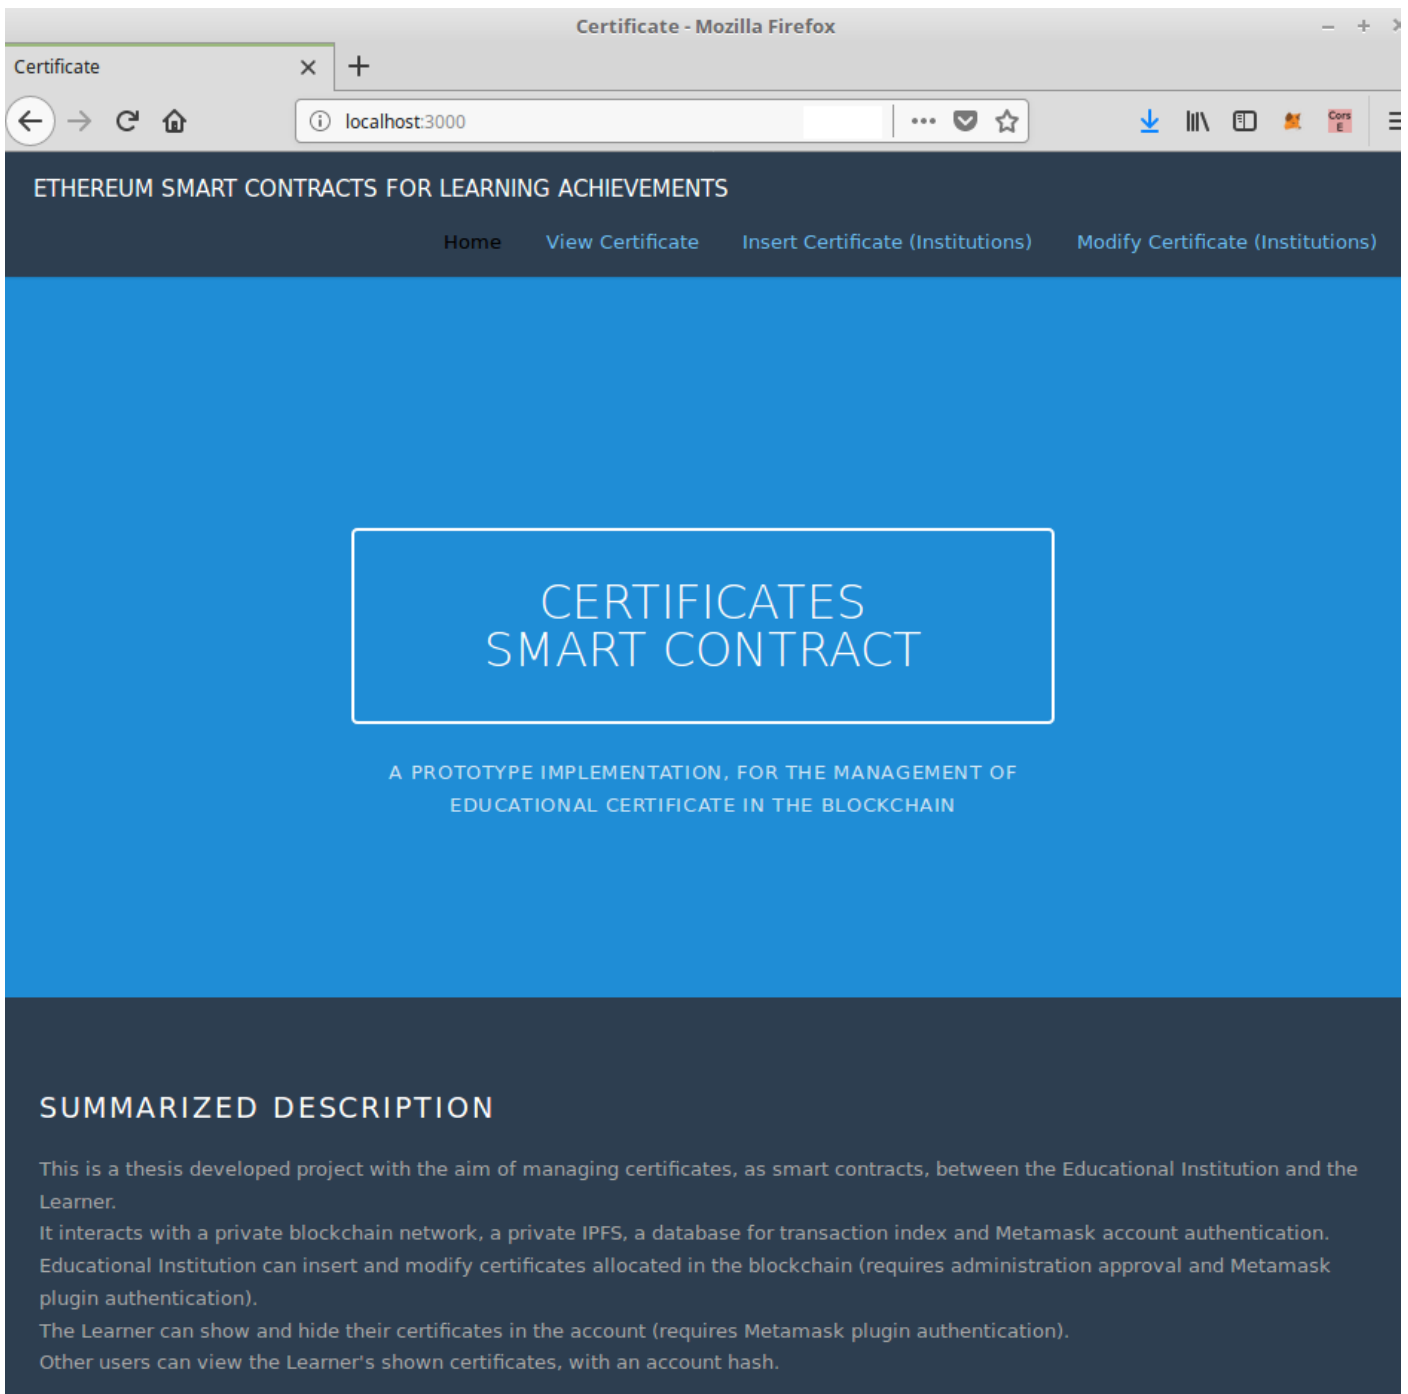 Certificate - Mozilla Firefox
Certificate
localhost:3000
Cors
E
ETHEREUM SMART CONTRACTS FOR LEARNING ACHIEVEMENTS
Home View Certificate Insert Certificate (Institutions) Modify Certificate (Institutions)
CERTIFICATES
SMART CONTRACT
A PROTOTYPE IMPLEMENTATION, FOR THE MANAGEMENT OF
EDUCATIONAL CERTIFICATE IN THE BLOCKCHAIN
SUMMARIZED DESCRIPTION
This is a thesis developed project with the aim of managing certificates, as smart contracts, between the Educational Institution and the
Learner.
It interacts with a private blockchain network, a private IPFS, a database for transaction index and Metamask account authentication.
Educational Institution can insert and modify certificates allocated in the blockchain (requires administration approval and Metamask
plugin authentication).
The Learner can show and hide their certificates in the account (requires Metamask plugin authentication).
Other users can view the Learner's shown certificates, with an account hash.